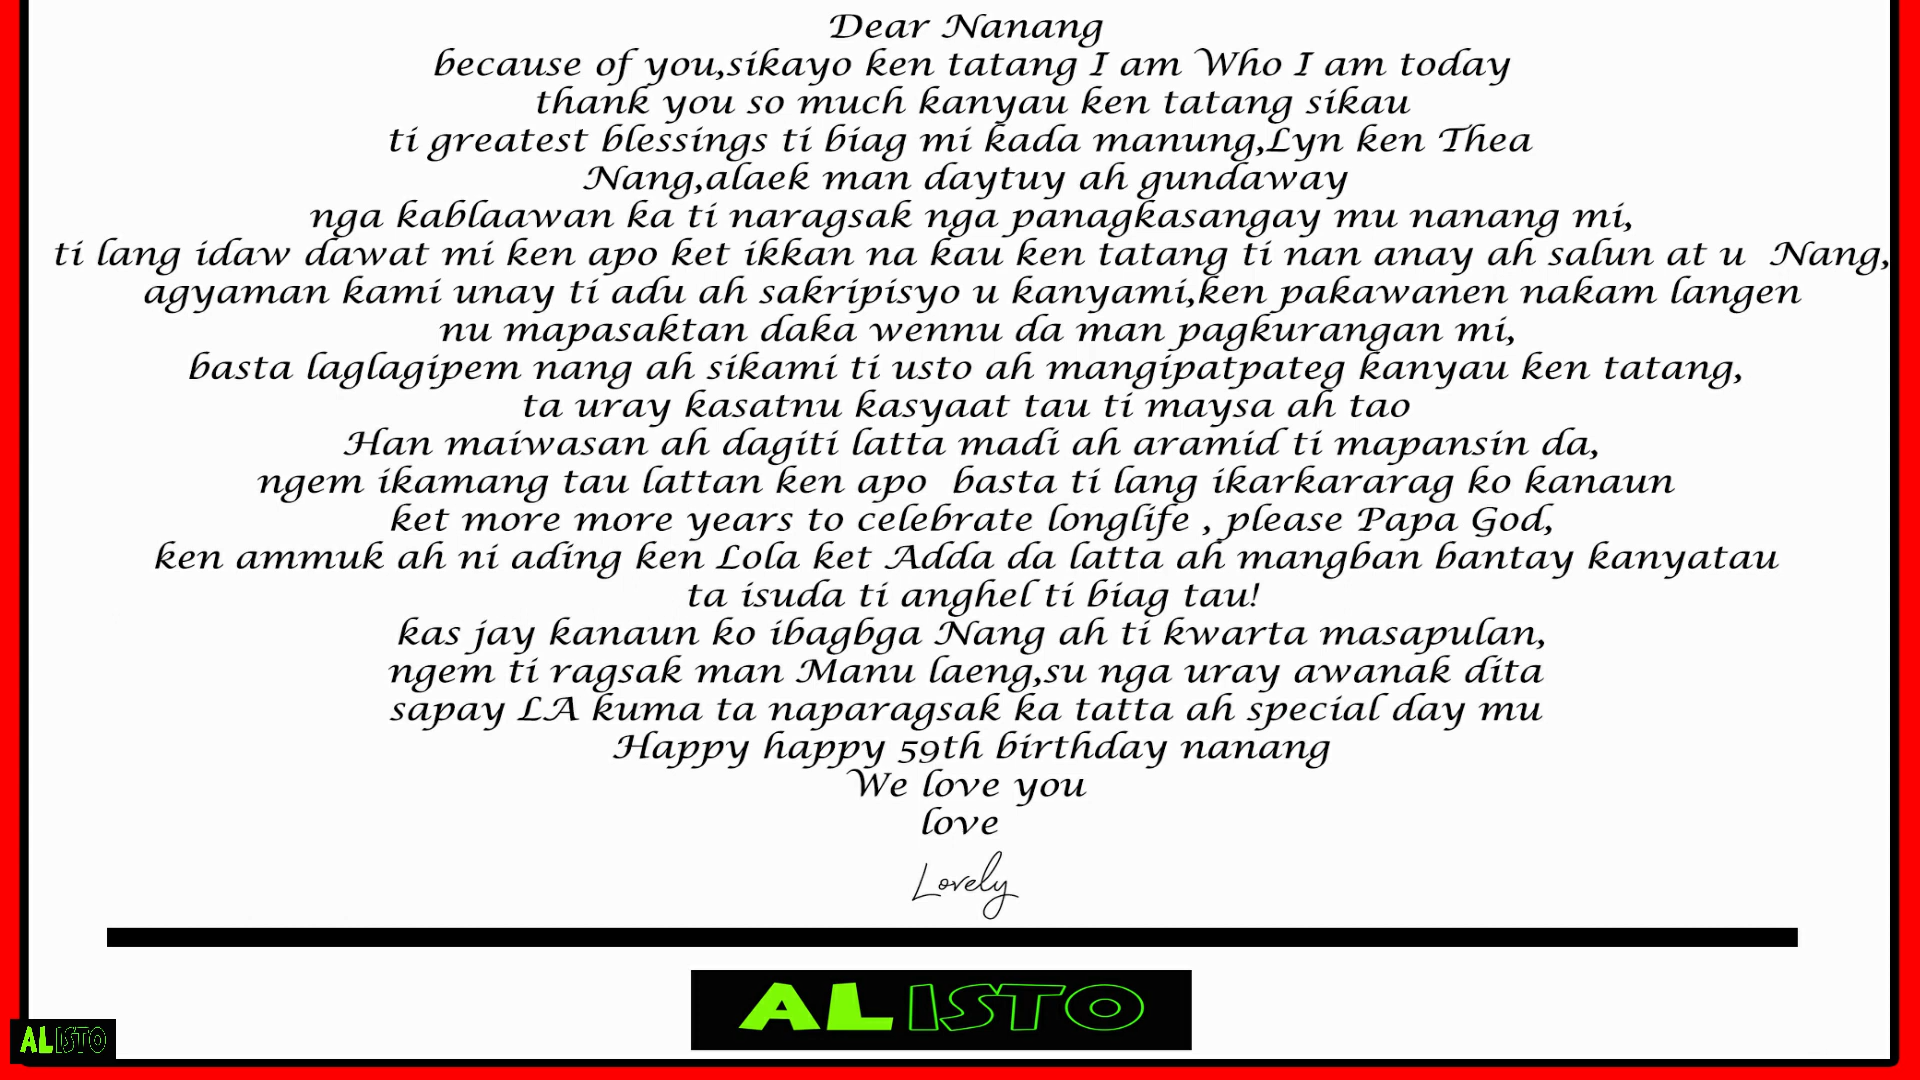 Dear Nanang
because of you,sikayo ken tatang I am Who I am today
thank you so much kanyau ken tatang sikau
ti greatest blessings ti biag mi kada manung,Lyn ken Thea
Nang,alaek man daytuy ah gundaway
nga kablaawan ka ti naragsak nga panagkasangay mu nanang mi,
ti lang idaw dawat mi ken apo ket ikkan na kau ken tatang ti nan anay ah salun at u Nang,
agyaman kami unay ti adu ah sakripisyo u kanyami,ken pakawanen nakam langen
nu mapasaktan daka wennu da man pagkurangan mi,
basta laglagipem nang ah sikami ti usto ah mangipatpateg kanyau ken tatang,
ta uray kasatnu kasyaat tau ti maysa ah tao
Han maiwasan ah dagiti latta madi ah aramid ti mapansin da,
ngem ikamang tau lattan ken apo basta ti lang ikarkararag ko kanaun
ket more more years to celebrate longlife , please Papa God,
ken ammuk ah ni ading ken Lola ket Adda da latta ah mangban bantay kanyatau
ta isuda ti anghel ti biag tau!
kas jay kanaun ko ibagbga Nang ah ti kwarta masapulan,
ngem ti ragsak man Manu laeng,su nga uray awanak dita
sapay LA kuma ta naparagsak ka tatta ah special day mu
Happy happy 59th birthday nanang
We love you
love
Lovely
ALISTO
ALISTO